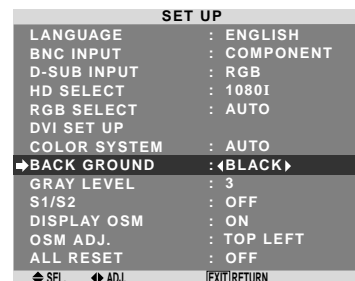 SET UP
LANGUAGE : ENGLISH
BNC INPUT : COMPONENT
D-SUB INPUT : RGB
HD SELECT : 1080I
RGB SELECT : AUTO
DVI SET UP
COLOR SYSTEM : AUTO
BACK GROUND : BLACK
GRAY LEVEL : 3
S1/S2 : OFF
DISPLAY OSM : ON
OSM ADJ. : TOP LEFT
ALL RESET : OFF
SEL. ADJ. EXIT RETURN